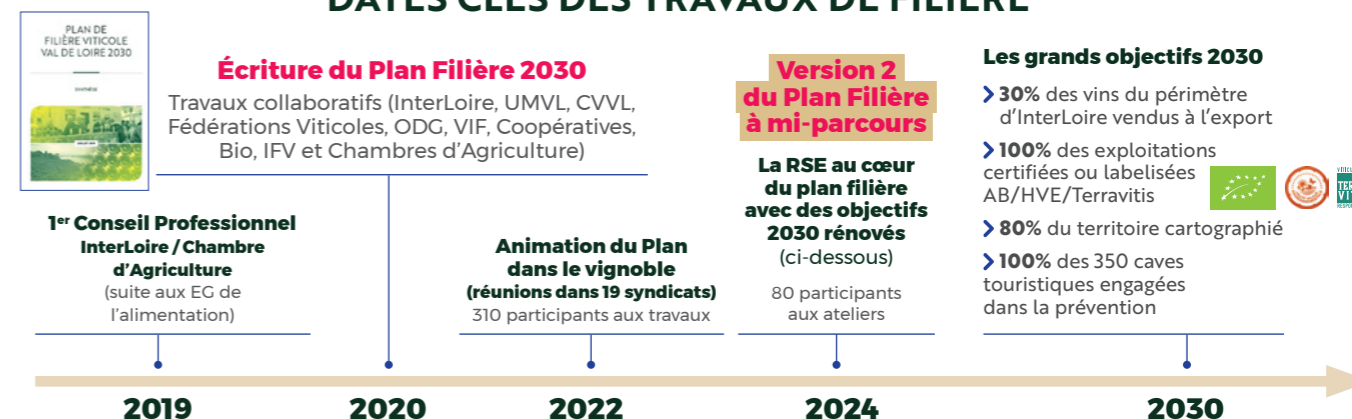 DATES CLÉS DES TRAVAUX DE FILIÈRE
PLAN DE
FILIÈRE VITICOLE
VAL DE LOIRE 2030
Écriture du Plan Filière 2030
Travaux collaboratifs (InterLoire, UMVL, CVVL,
Fédérations Viticoles, ODG, VIF, Coopératives,
Bio, IFV et Chambres d'Agriculture)
1er Conseil Professionnel
InterLoire / Chambre
d'Agriculture
(suite aux EG de
l'alimentation)
Animation du Plan
dans le vignoble
(réunions dans 19 syndicats)
310 participants aux travaux
Version 2
du Plan Filière
à mi-parcours
La RSE au cœur
du plan filière
avec des objectifs
2030 rénovés
(ci-dessous)
80 participants
aux ateliers
Les grands objectifs 2030
30% des vins du périmètre
d'InterLoire vendus à l'export
100% des exploitations
certifiées ou labelisées
AB/HVE/Terravitis
80% du territoire cartographié
100% des 350 caves
touristiques engagées
dans la prévention
2019
2020
2022
2024
2030